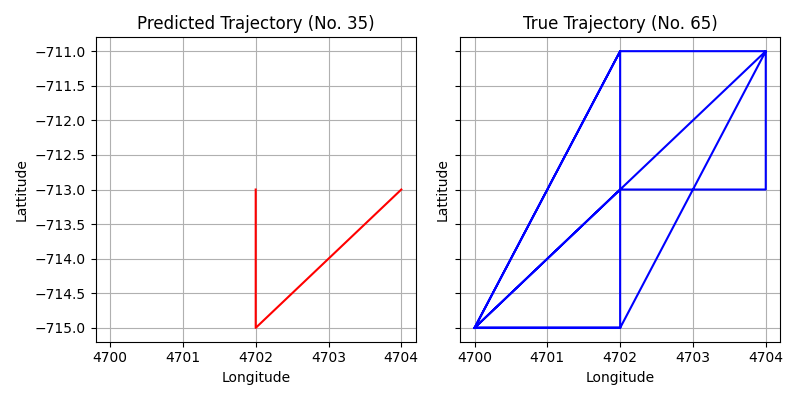 Predicted Trajectory (No. 35)
True Trajectory (No. 65)
−711.0
−711.5
−712.0
−712.5
−713.0
−713.5
−714.0
−714.5
−715.0
Lattitude
Lattitude
4700 4701 4702 4703 4704
4700 4701 4702 4703 4704
Longitude
Longitude